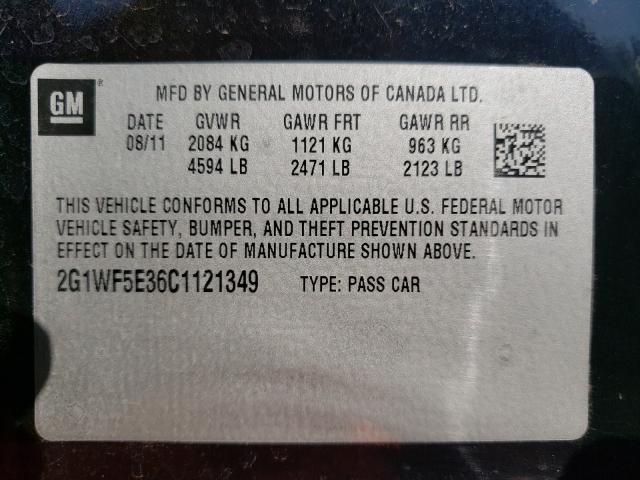 GM ® MFD BY GENERAL MOTORS OF CANADA LTD.
DATE GVWR GAWR FRT GAWR RR
08/11 2084 KG 1121 KG 963 KG
4594 LB 2471 LB 2123 LB
THIS VEHICLE CONFORMS TO ALL APPLICABLE U.S. FEDERAL MOTOR
VEHICLE SAFETY, BUMPER, AND THEFT PREVENTION STANDARDS IN
EFFECT ON THE DATE OF MANUFACTURE SHOWN ABOVE.
2G1WF5E36C1121349 TYPE: PASS CAR